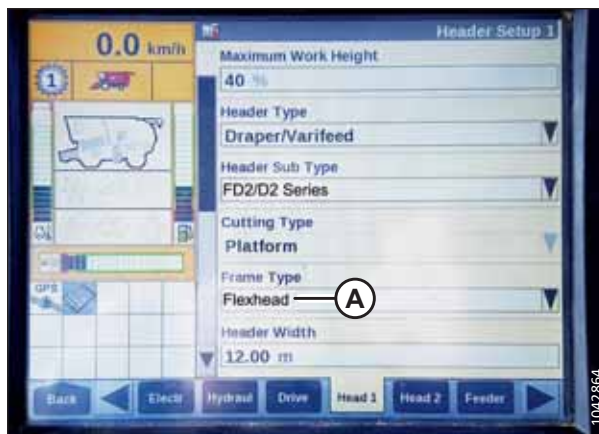 0.0 km/h
Header Setup 1
1
Maximum Work Height
40 %
Header Type
Draper/Varifeed
Header Sub Type
FD2/D2 Series
Cutting Type
Platform
Frame Type
Flexhead
A
Header Width
12.00 m
GPS
Back
Electr
Hydraul
Drive
Head 1
Head 2
Feeder
1042864